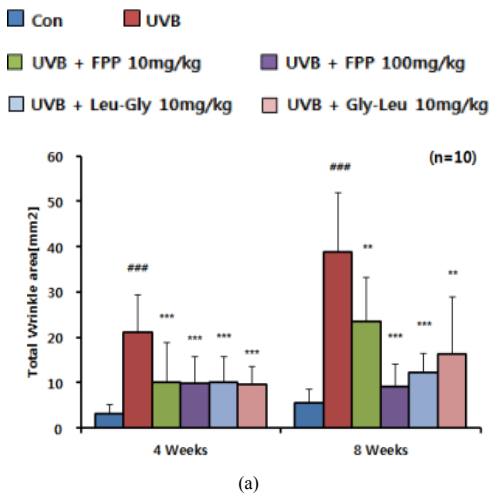 Con UVB
UVB + FPP 10mg/kg UVB + FPP 100mg/kg
UVB + Leu-Gly 10mg/kg UVB + Gly-Leu 10mg/kg
(n=10)
Total Wrinkle area[mm2]
60
50
40
30
20
10
0
###
***
***
***
***
###
**
***
***
**
4 Weeks 8 Weeks
(a)